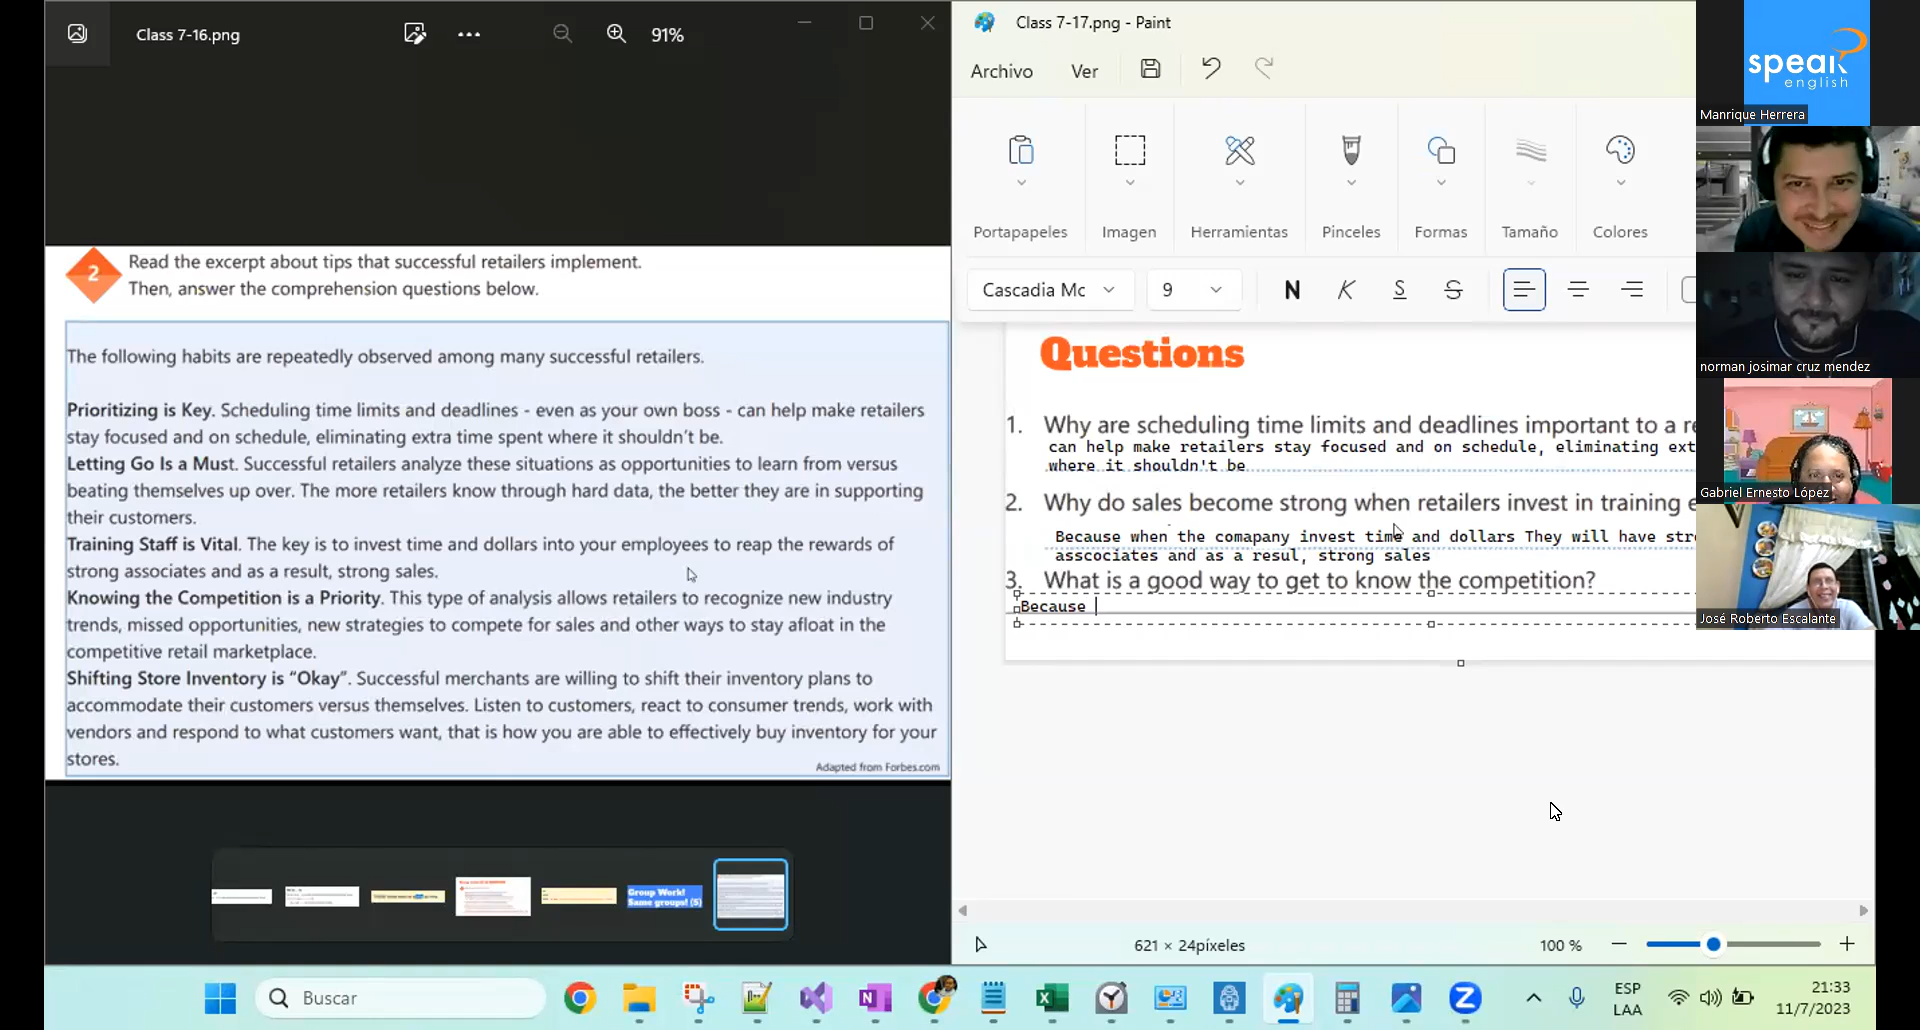 Class 7-16.png
91%
2
Read the excerpt about tips that successful retailers implement.
Then, answer the comprehension questions below.
The following habits are repeatedly observed among many successful retailers.
Prioritizing is Key. Scheduling time limits and deadlines - even as your own boss - can help make retailers
stay focused and on schedule, eliminating extra time spent where it shouldn't be.
Letting Go Is a Must. Successful retailers analyze these situations as opportunities to learn from versus
beating themselves up over. The more retailers know through hard data, the better they are in supporting
their customers.
Training Staff is Vital. The key is to invest time and dollars into your employees to reap the rewards of
strong associates and as a result, strong sales.
Knowing the Competition is a Priority. This type of analysis allows retailers to recognize new industry
trends, missed opportunities, new strategies to compete for sales and other ways to stay afloat in the
competitive retail marketplace.
Shifting Store Inventory is "Okay". Successful merchants are willing to shift their inventory plans to
accommodate their customers versus themselves. Listen to customers, react to consumer trends, work with
vendors and respond to what customers want, that is how you are able to effectively buy inventory for your
stores.
Adapted from Forbes.com
Group Work!
Same groups! (5)
Class 7-17.png - Paint
Archivo Ver
Portapapeles Imagen Herramientas Pinceles Formas Tamaño Colores
Cascadia Mc 9 N K S S
Questions
1. Why are scheduling time limits and deadlines important to a re
can help make retailers stay focused and on schedule, eliminating ext
where it shouldn't be
2. Why do sales become strong when retailers invest in training e
Because when the comapany invest time and dollars They will have stro
asscociates and as a resul, strong sales
3. What is a good way to get to know the competition?
Because
621 × 24píxeles
100 %
speak
english
Manrique Herrera
norman josimar cruz mendez
Gabriel Ernesto López
José Roberto Escalante
Buscar
ESP
LAA
21:33
11/7/2023